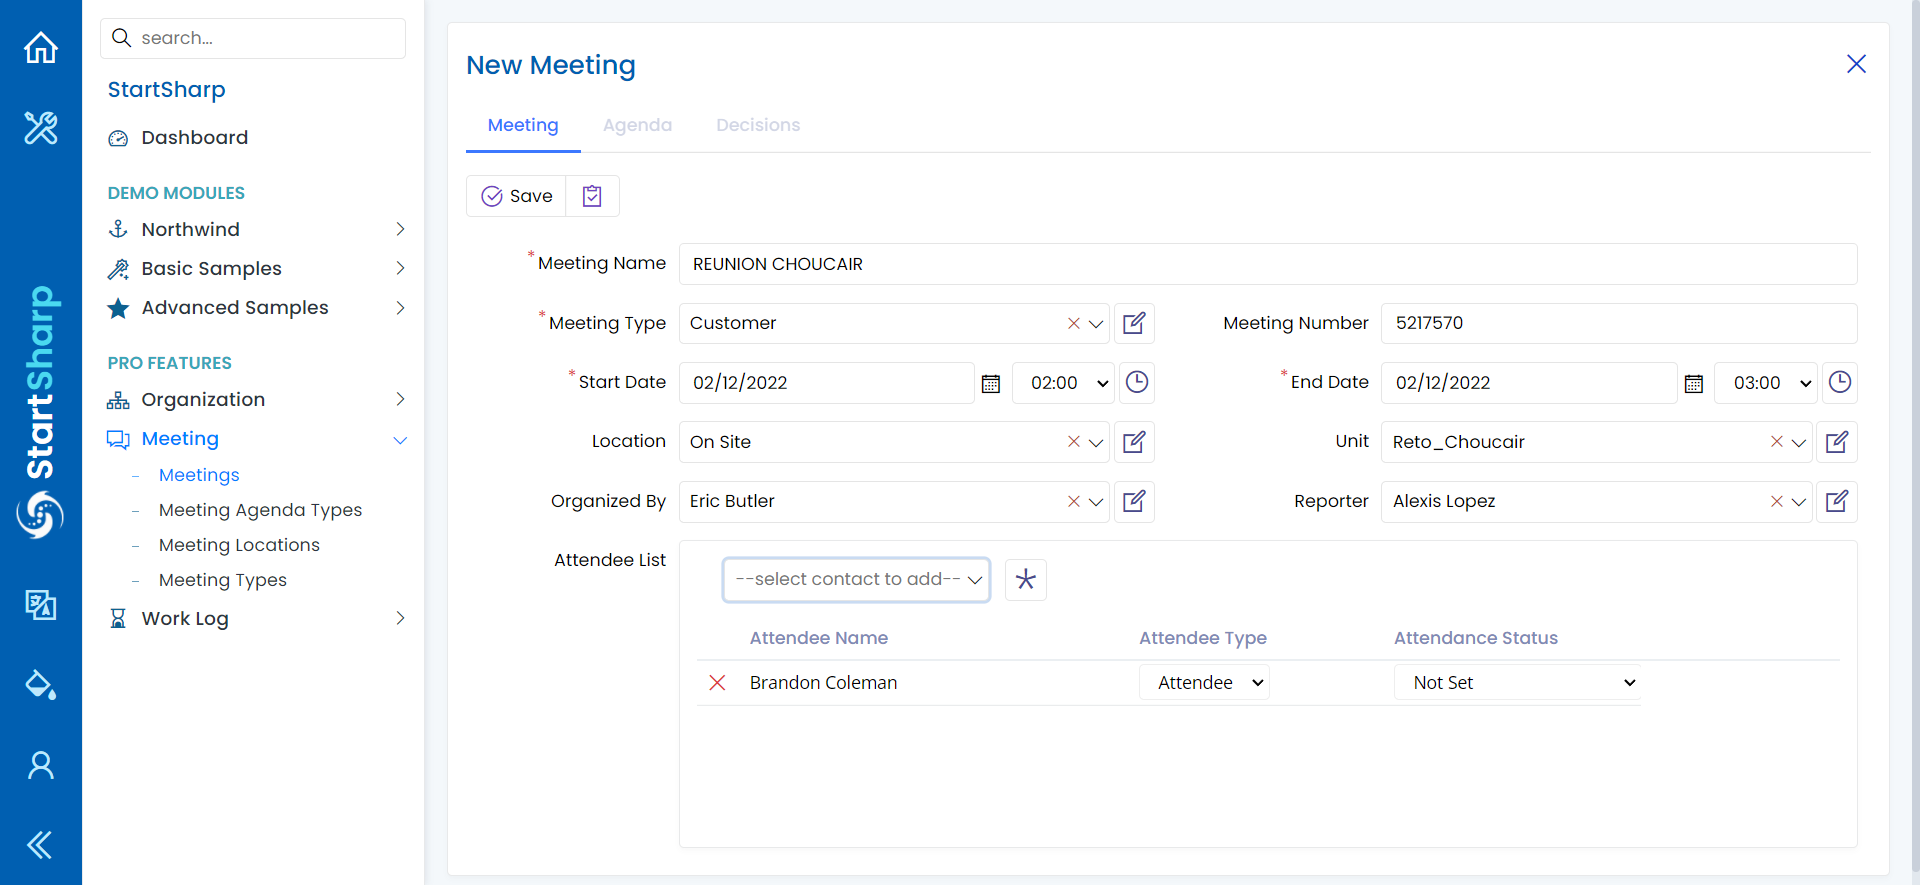 search...
StartSharp
Dashboard
DEMO MODULES
Northwind
Basic Samples
Advanced Samples
PRO FEATURES
Organization
Meeting
- Meetings
- Meeting Agenda Types
- Meeting Locations
- Meeting Types
Work Log
StartSharp
New Meeting
Meeting Agenda Decisions
Save
* Meeting Name REUNION CHOUCAIR
* Meeting Type Customer Meeting Number 5217570
* Start Date 02/12/2022 02:00 * End Date 02/12/2022 03:00
Location On Site Unit Reto_Choucair
Organized By Eric Butler Reporter Alexis Lopez
Attendee List --select contact to add--
Attendee Name Attendee Type Attendance Status
Brandon Coleman Attendee Not Set